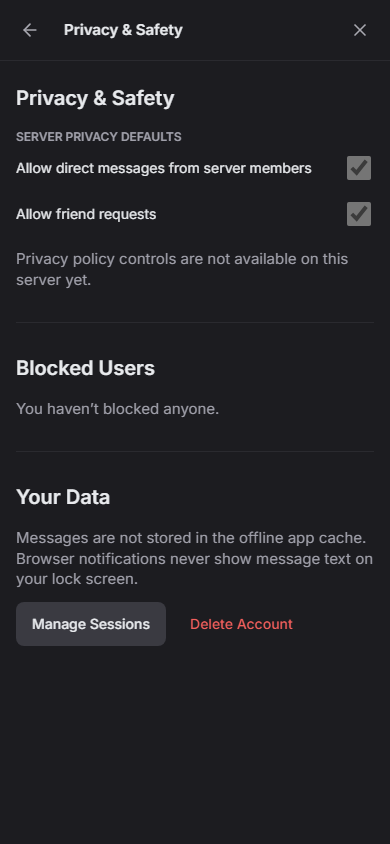 Privacy & Safety
Privacy & Safety
SERVER PRIVACY DEFAULTS
Allow direct messages from server members
Allow friend requests
Privacy policy controls are not available on this
server yet.
Blocked Users
You haven’t blocked anyone.
Your Data
Messages are not stored in the offline app cache.
Browser notifications never show message text on
your lock screen.
Manage Sessions
Delete Account